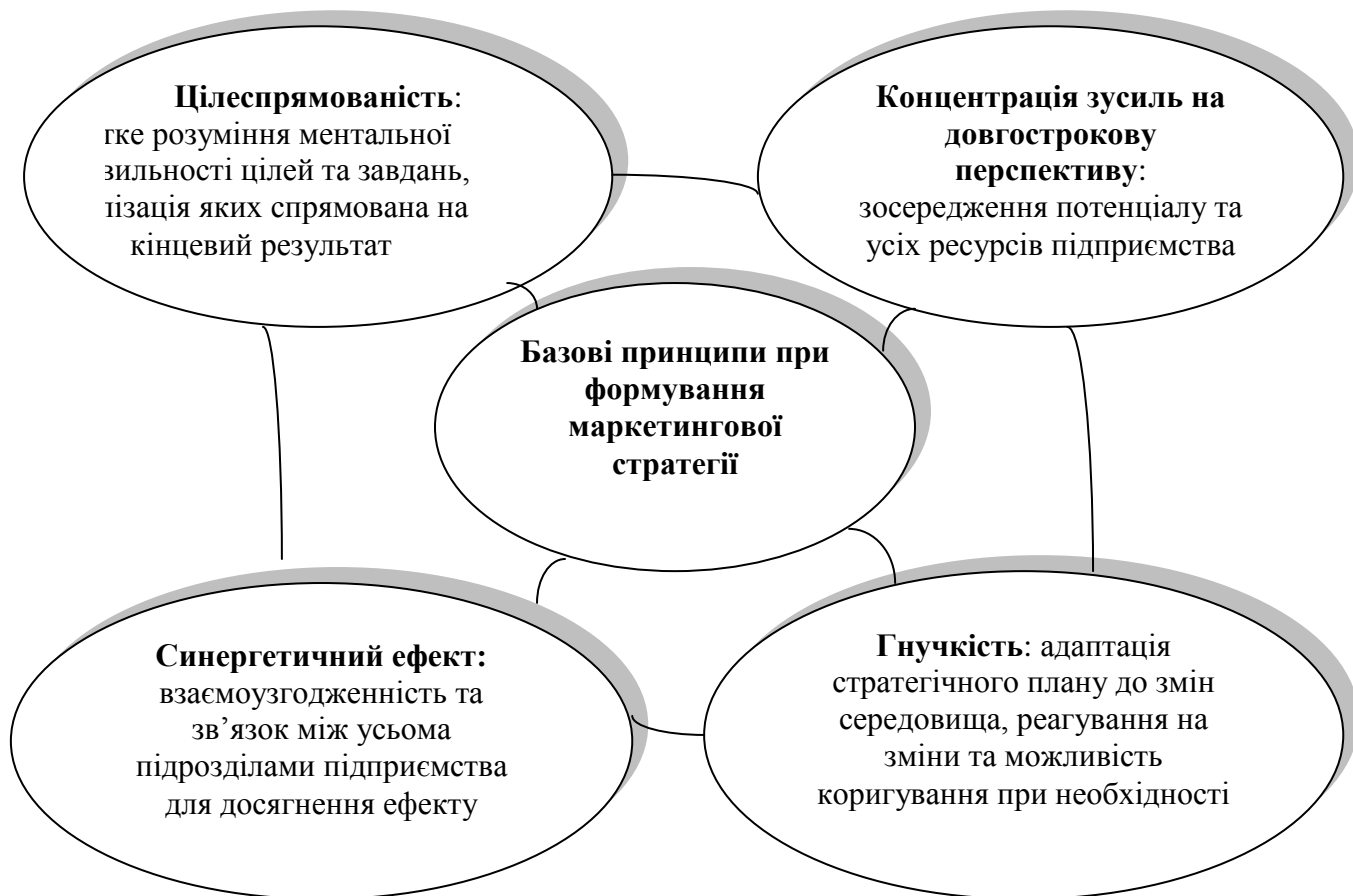 Цілеспрямованість:
розуміння ментальної
цілей та завдань,
яких спрямована на
кінцевий результат
Концентрація зусиль на
довгострокову
перспективу:
зосередження потенціалу та
усіх ресурсів підприємства
Базові принципи при
формування
маркетингової
стратегії
Синергетичний ефект:
взаємоузгодженність та
зв’язок між усьома
підрозділами підприємства
для досягнення ефекту
Гнучкість: адаптація
стратегічного плану до змін
середовища, реагування на
зміни та можливість
коригування при необхідності